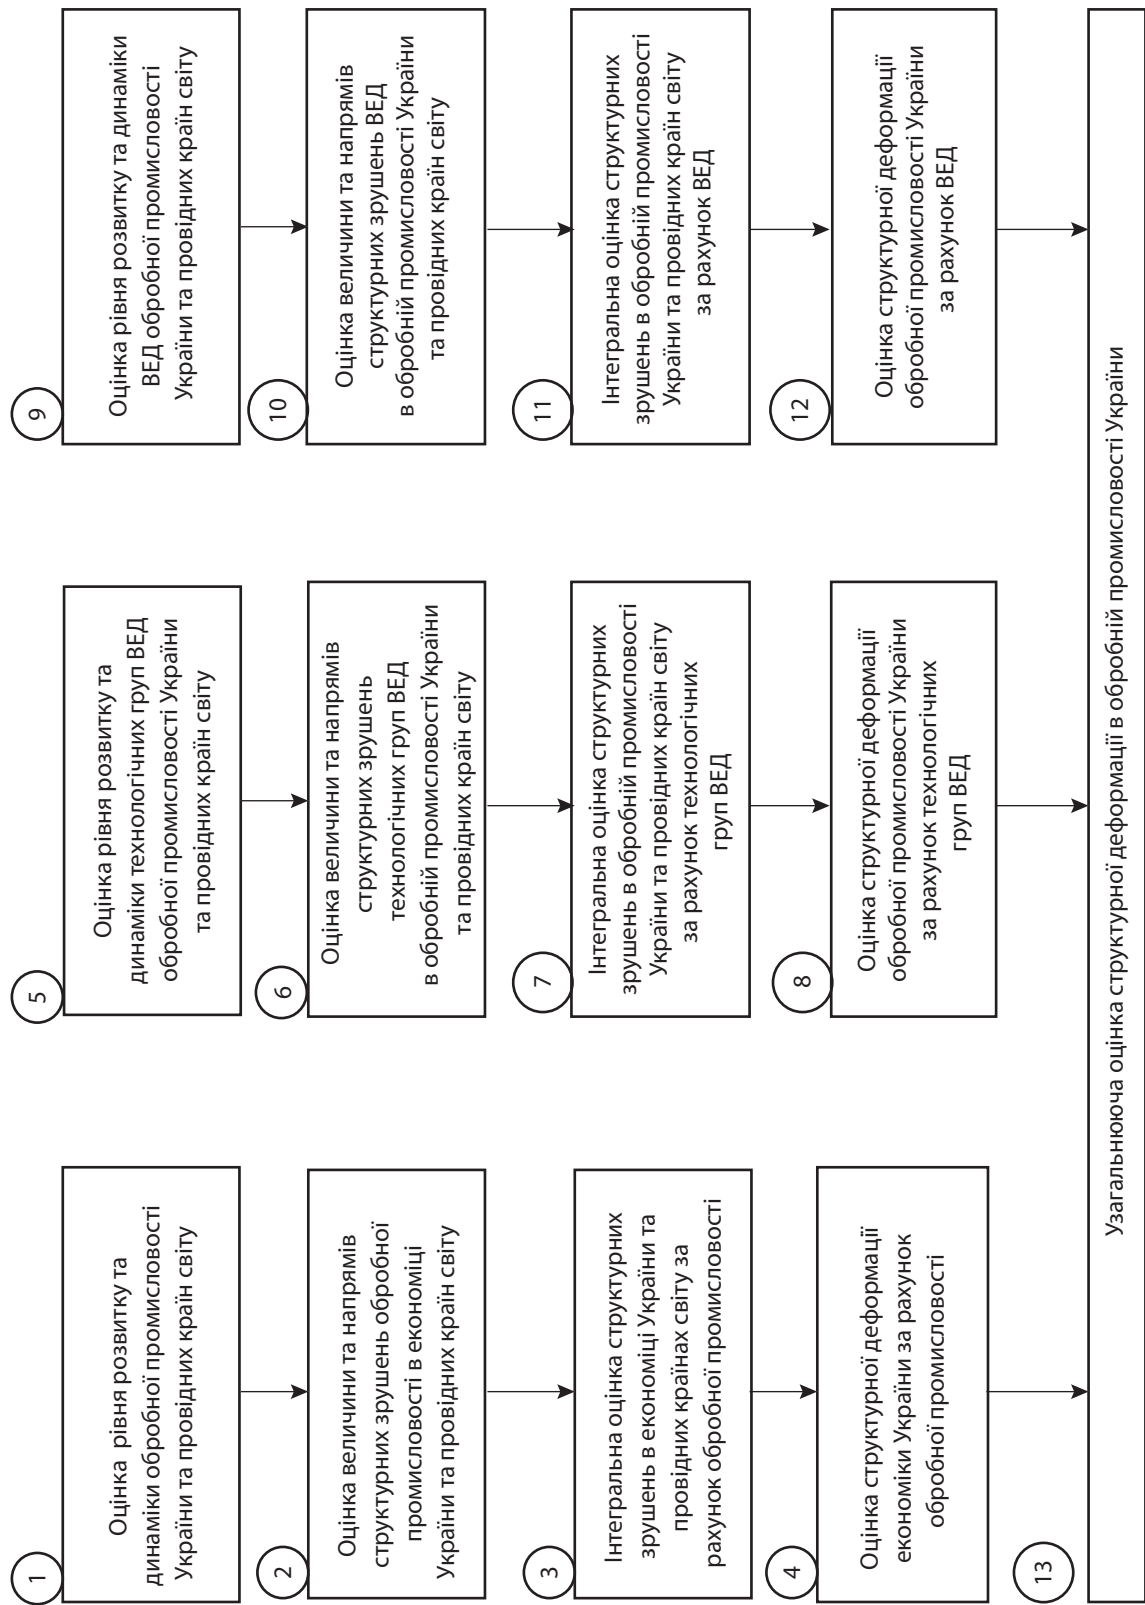 1
Оцінка рівня розвитку та
динаміки обробної промисловості
України та провідних країн світу
2
Оцінка величини та напрямів
структурних зрушень обробної
промисловості в економіці
України та провідних країн світу
3
Інтегральна оцінка структурних
зрушень в економіці України та
провідних країнах світу за
рахунок обробної промисловості
4
Оцінка структурної деформації
економіки України за рахунок
обробної промисловості
5
Оцінка рівня розвитку та
динаміки технологічних груп ВЕД
обробної промисловості України
та провідних країн світу
6
Оцінка величини та напрямів
структурних зрушень
технологічних груп ВЕД
в обробній промисловості України
та провідних країн світу
7
Інтегральна оцінка структурних
зрушень в обробній промисловості
України та провідних країн світу
за рахунок технологічних
груп ВЕД
8
Оцінка структурної деформації
обробної промисловості України
за рахунок технологічних
груп ВЕД
9
Оцінка рівня розвитку та динаміки
ВЕД обробної промисловості
України та провідних країн світу
10
Оцінка величини та напрямів
структурних зрушень ВЕД
в обробній промисловості України
та провідних країн світу
11
Інтегральна оцінка структурних
зрушень в обробній промисловості
України та провідних країн світу
за рахунок ВЕД
12
Оцінка структурної деформації
обробної промисловості України
за рахунок ВЕД
13
Узагальнююча оцінка структурної деформації в обробній промисловості України